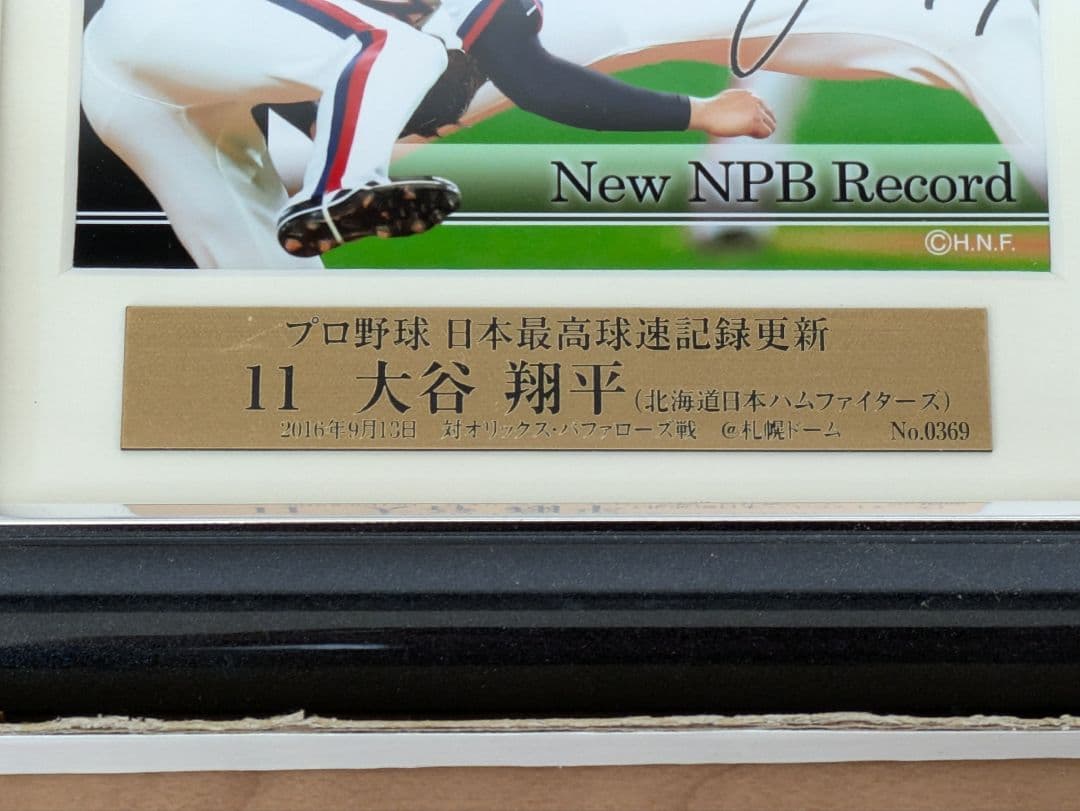 New NPB Record
©H.N.F.
プロ野球 日本最高球速記録更新
11 大谷 翔平(北海道日本ハムファイターズ)
2016年9月13日 対オリックス・バファローズ戦 @札幌ドーム No.0369